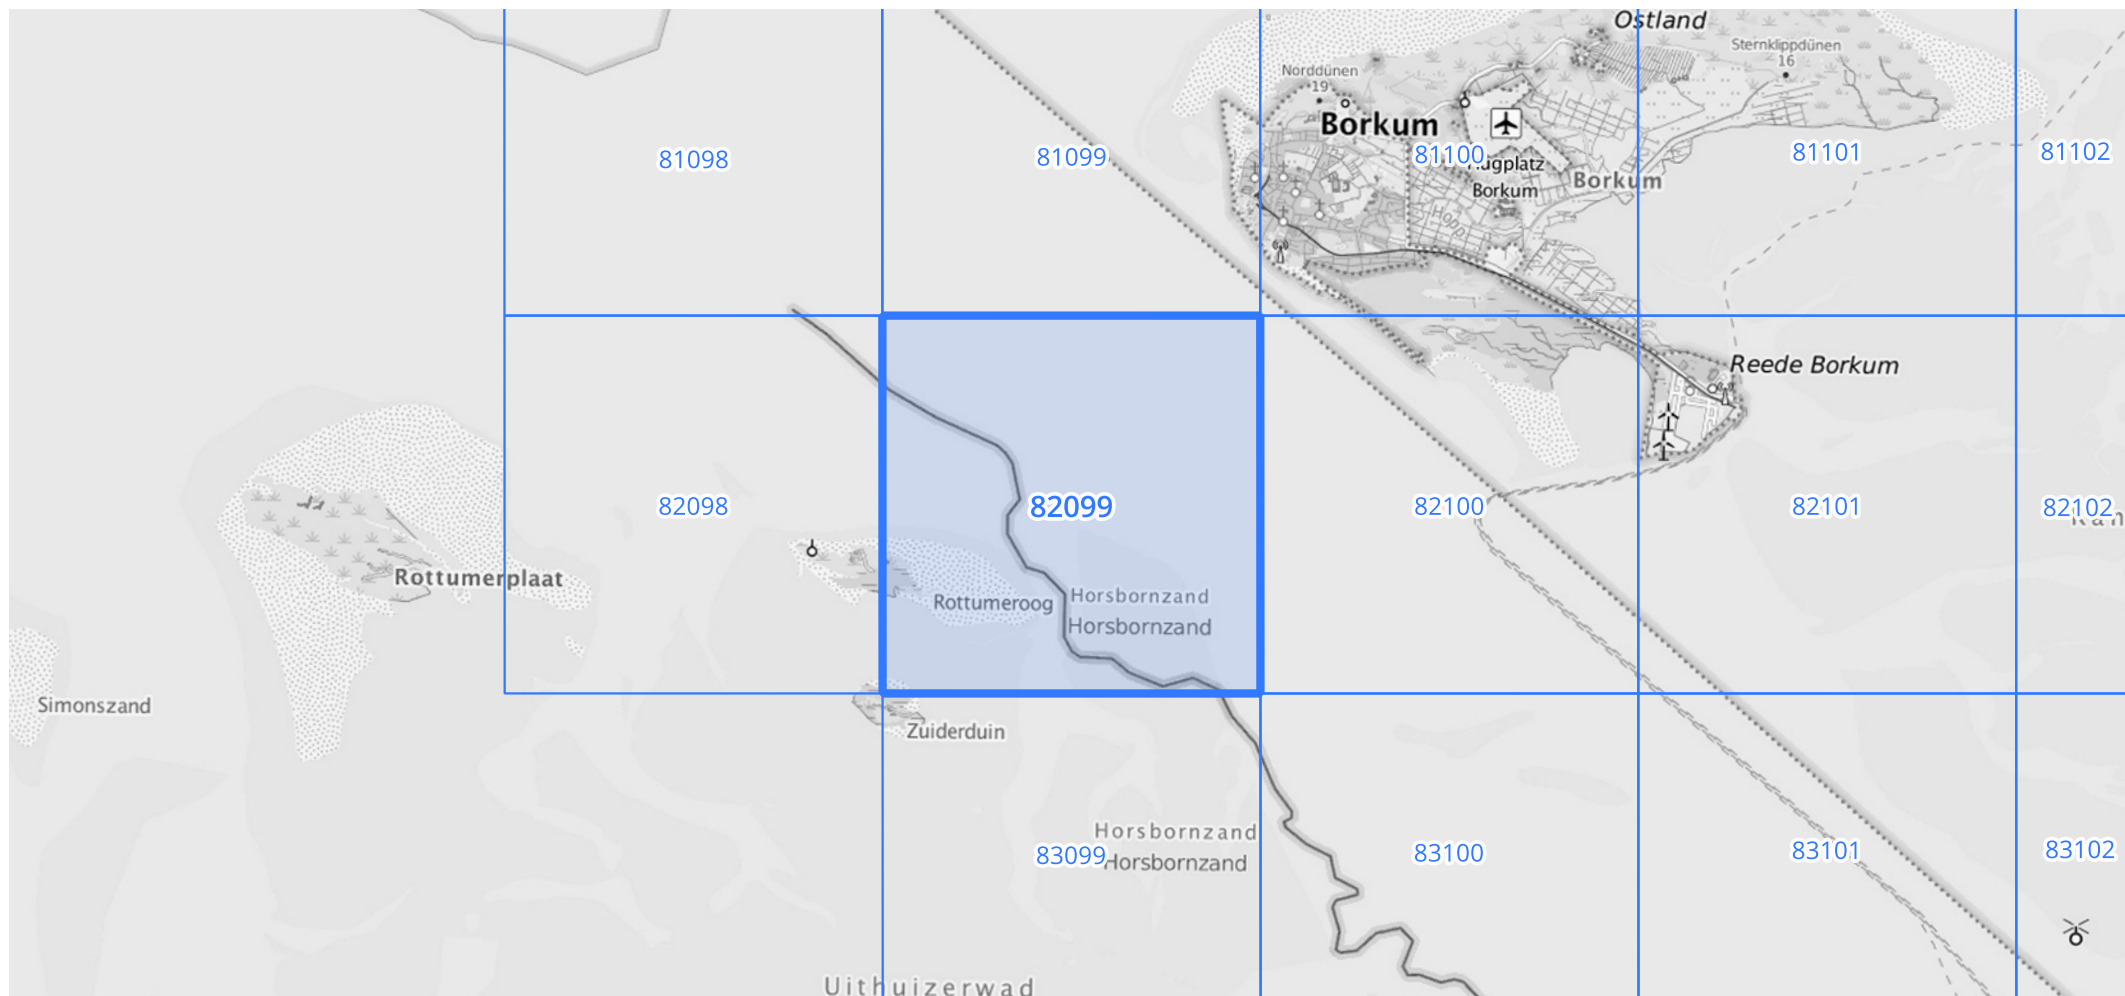 Ostland
Sternklippdünen
16
Norddünen
19
Borkum
81098
81099
81100
81101
81102
Flugplatz
Borkum
Borkum
Hopp
Reede Borkum
82098
82099
82100
82101
82102
Rottumerplaat
Rottumeroog
Horsbornzand
Horsbornzand
Simonszand
Zuiderduin
Horsbornzand
83099
Horsbornzand
83100
83101
83102
Uithuizerwad